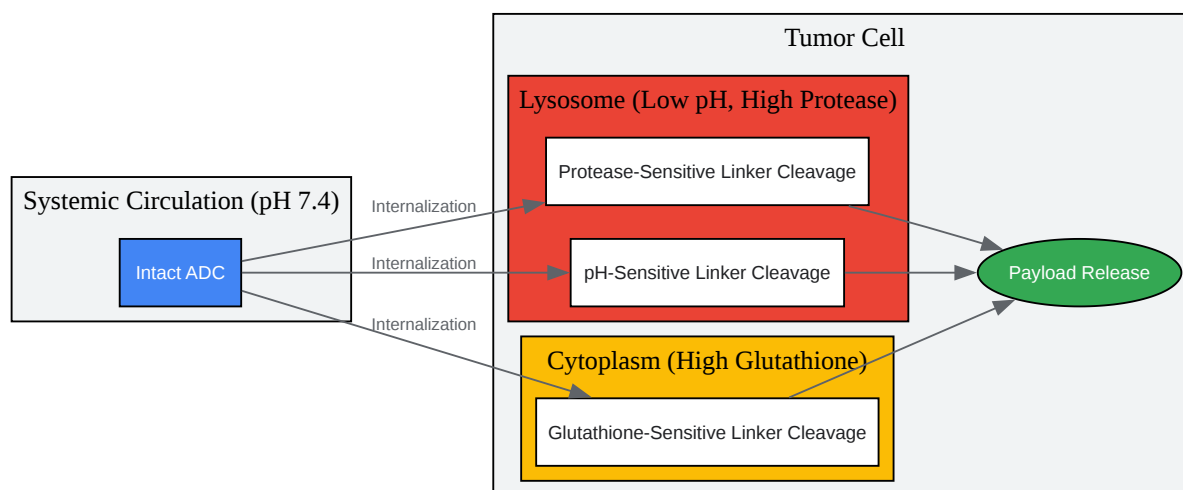 Tumor Cell
Lysosome (Low pH, High Protease)
Protease-Sensitive Linker Cleavage
Systemic Circulation (pH 7.4)
Internalization
Intact ADC
Internalization
pH-Sensitive Linker Cleavage
Payload Release
Internalization
Cytoplasm (High Glutathione)
Glutathione-Sensitive Linker Cleavage